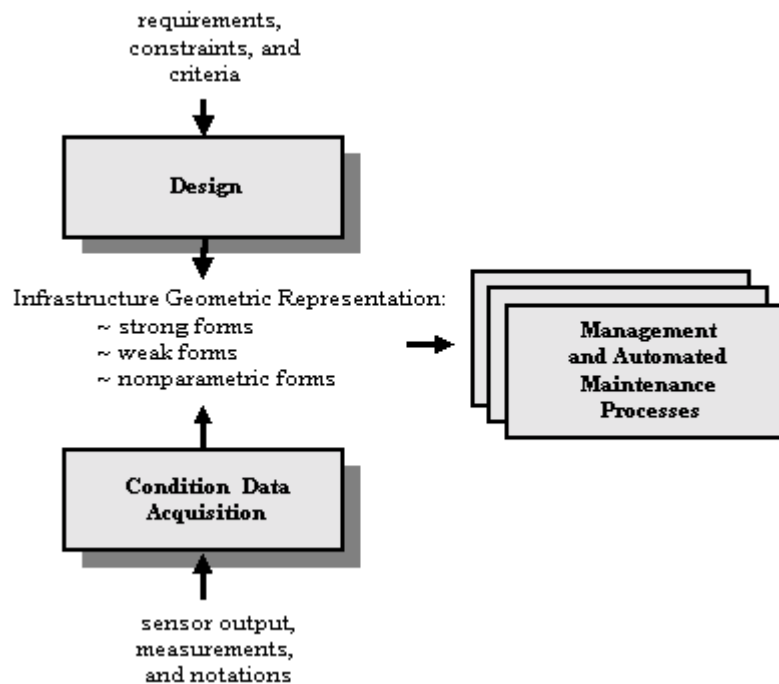 requirements,
constraints, and
criteria
Design
Infrastructure Geometric Representation:
~ strong forms
~ weak forms
~ nonparametric forms
Management
and Automated
Maintenance
Processes
Condition Data
Acquisition
sensor output,
measurements,
and notations